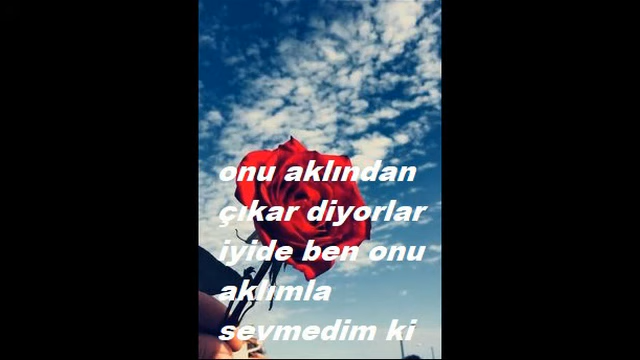 onu aklından
çıkar diyorlar
iyide ben onu
aklımla
sevmedim ki